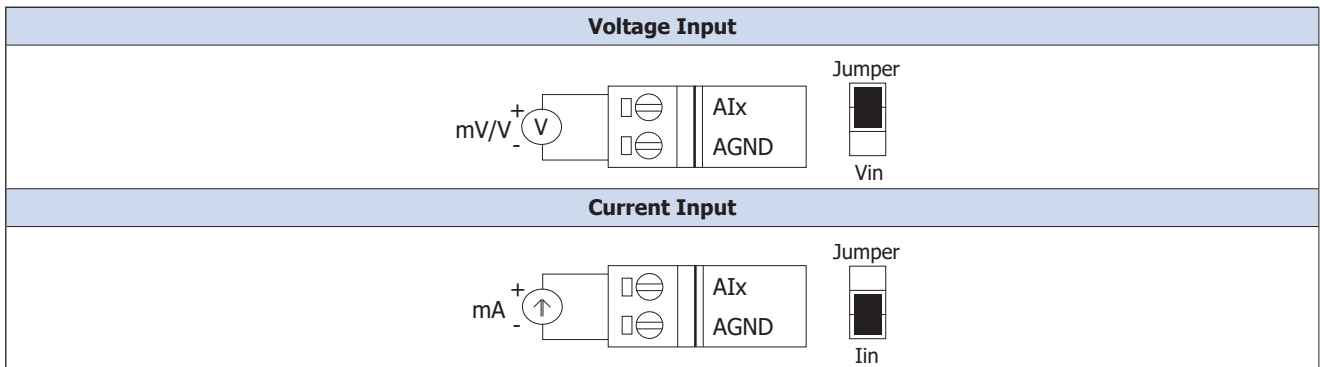 Voltage Input
Jumper
+
mV/V V AIx
- AGND
Vin
Current Input
Jumper
+
mA AIx
- AGND
Iin